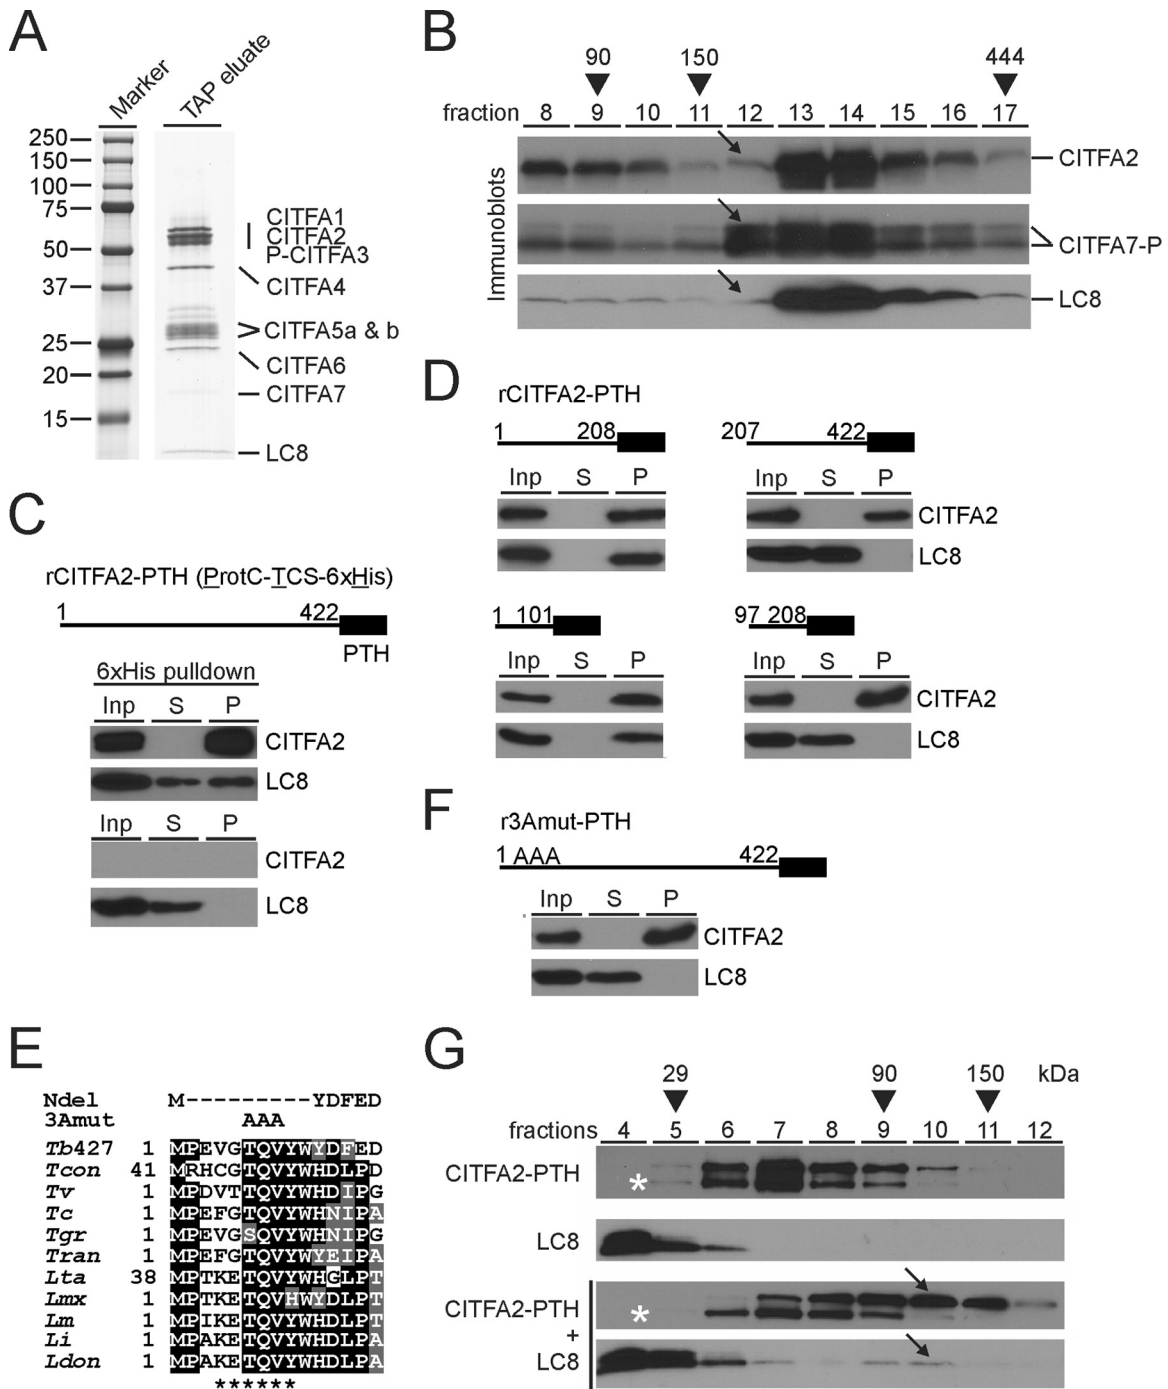 A
Marker
TAP eluate
250
150
100
75
50
37
25
20
15
CITFA1
CITFA2
P-CITFA3
CITFA4
CITFA5a & b
CITFA6
CITFA7
LC8
B
90 150 444
fraction 8 9 10 11 12 13 14 15 16 17
Immunoblots
CITFA2
CITFA7-P
LC8
C
rCITFA2-PTH (ProtC-TCS-6xHis)
1 422
PTH
6xHis pulldown
Inp S P
CITFA2
LC8
Inp S P
CITFA2
LC8
D
rCITFA2-PTH
1 208
Inp S P
207 422
Inp S P
CITFA2
LC8
1 101
Inp S P
97 208
Inp S P
CITFA2
LC8
E
Ndel M---------YDFED
3Amut AAA
Tb427 1 MPEVGTQVYWYDFED
Tcon 41 MRHCGTQVYWHDLPD
Tv 1 MPDVTTQVYWHDIPG
Tc 1 MPEFGTQVYWHNIPA
Tgr 1 MPEVGSQVYWHNIPG
Tran 1 MPEFGTQVYWYEIPA
Lta 38 MPTKETQVYWHGLPT
Lmx 1 MPTKETQVHWYDLPT
Lm 1 MPIKETQVYWHDLPT
Li 1 MPAKETQVYWHDLPA
Ldon 1 MPAKETQVYWHDLPA
******
F
r3Amut-PTH
1 AAA 422
Inp S P
CITFA2
LC8
G
29 90 150 kDa
fractions 4 5 6 7 8 9 10 11 12
CITFA2-PTH
*
LC8
CITFA2-PTH
*
+
LC8